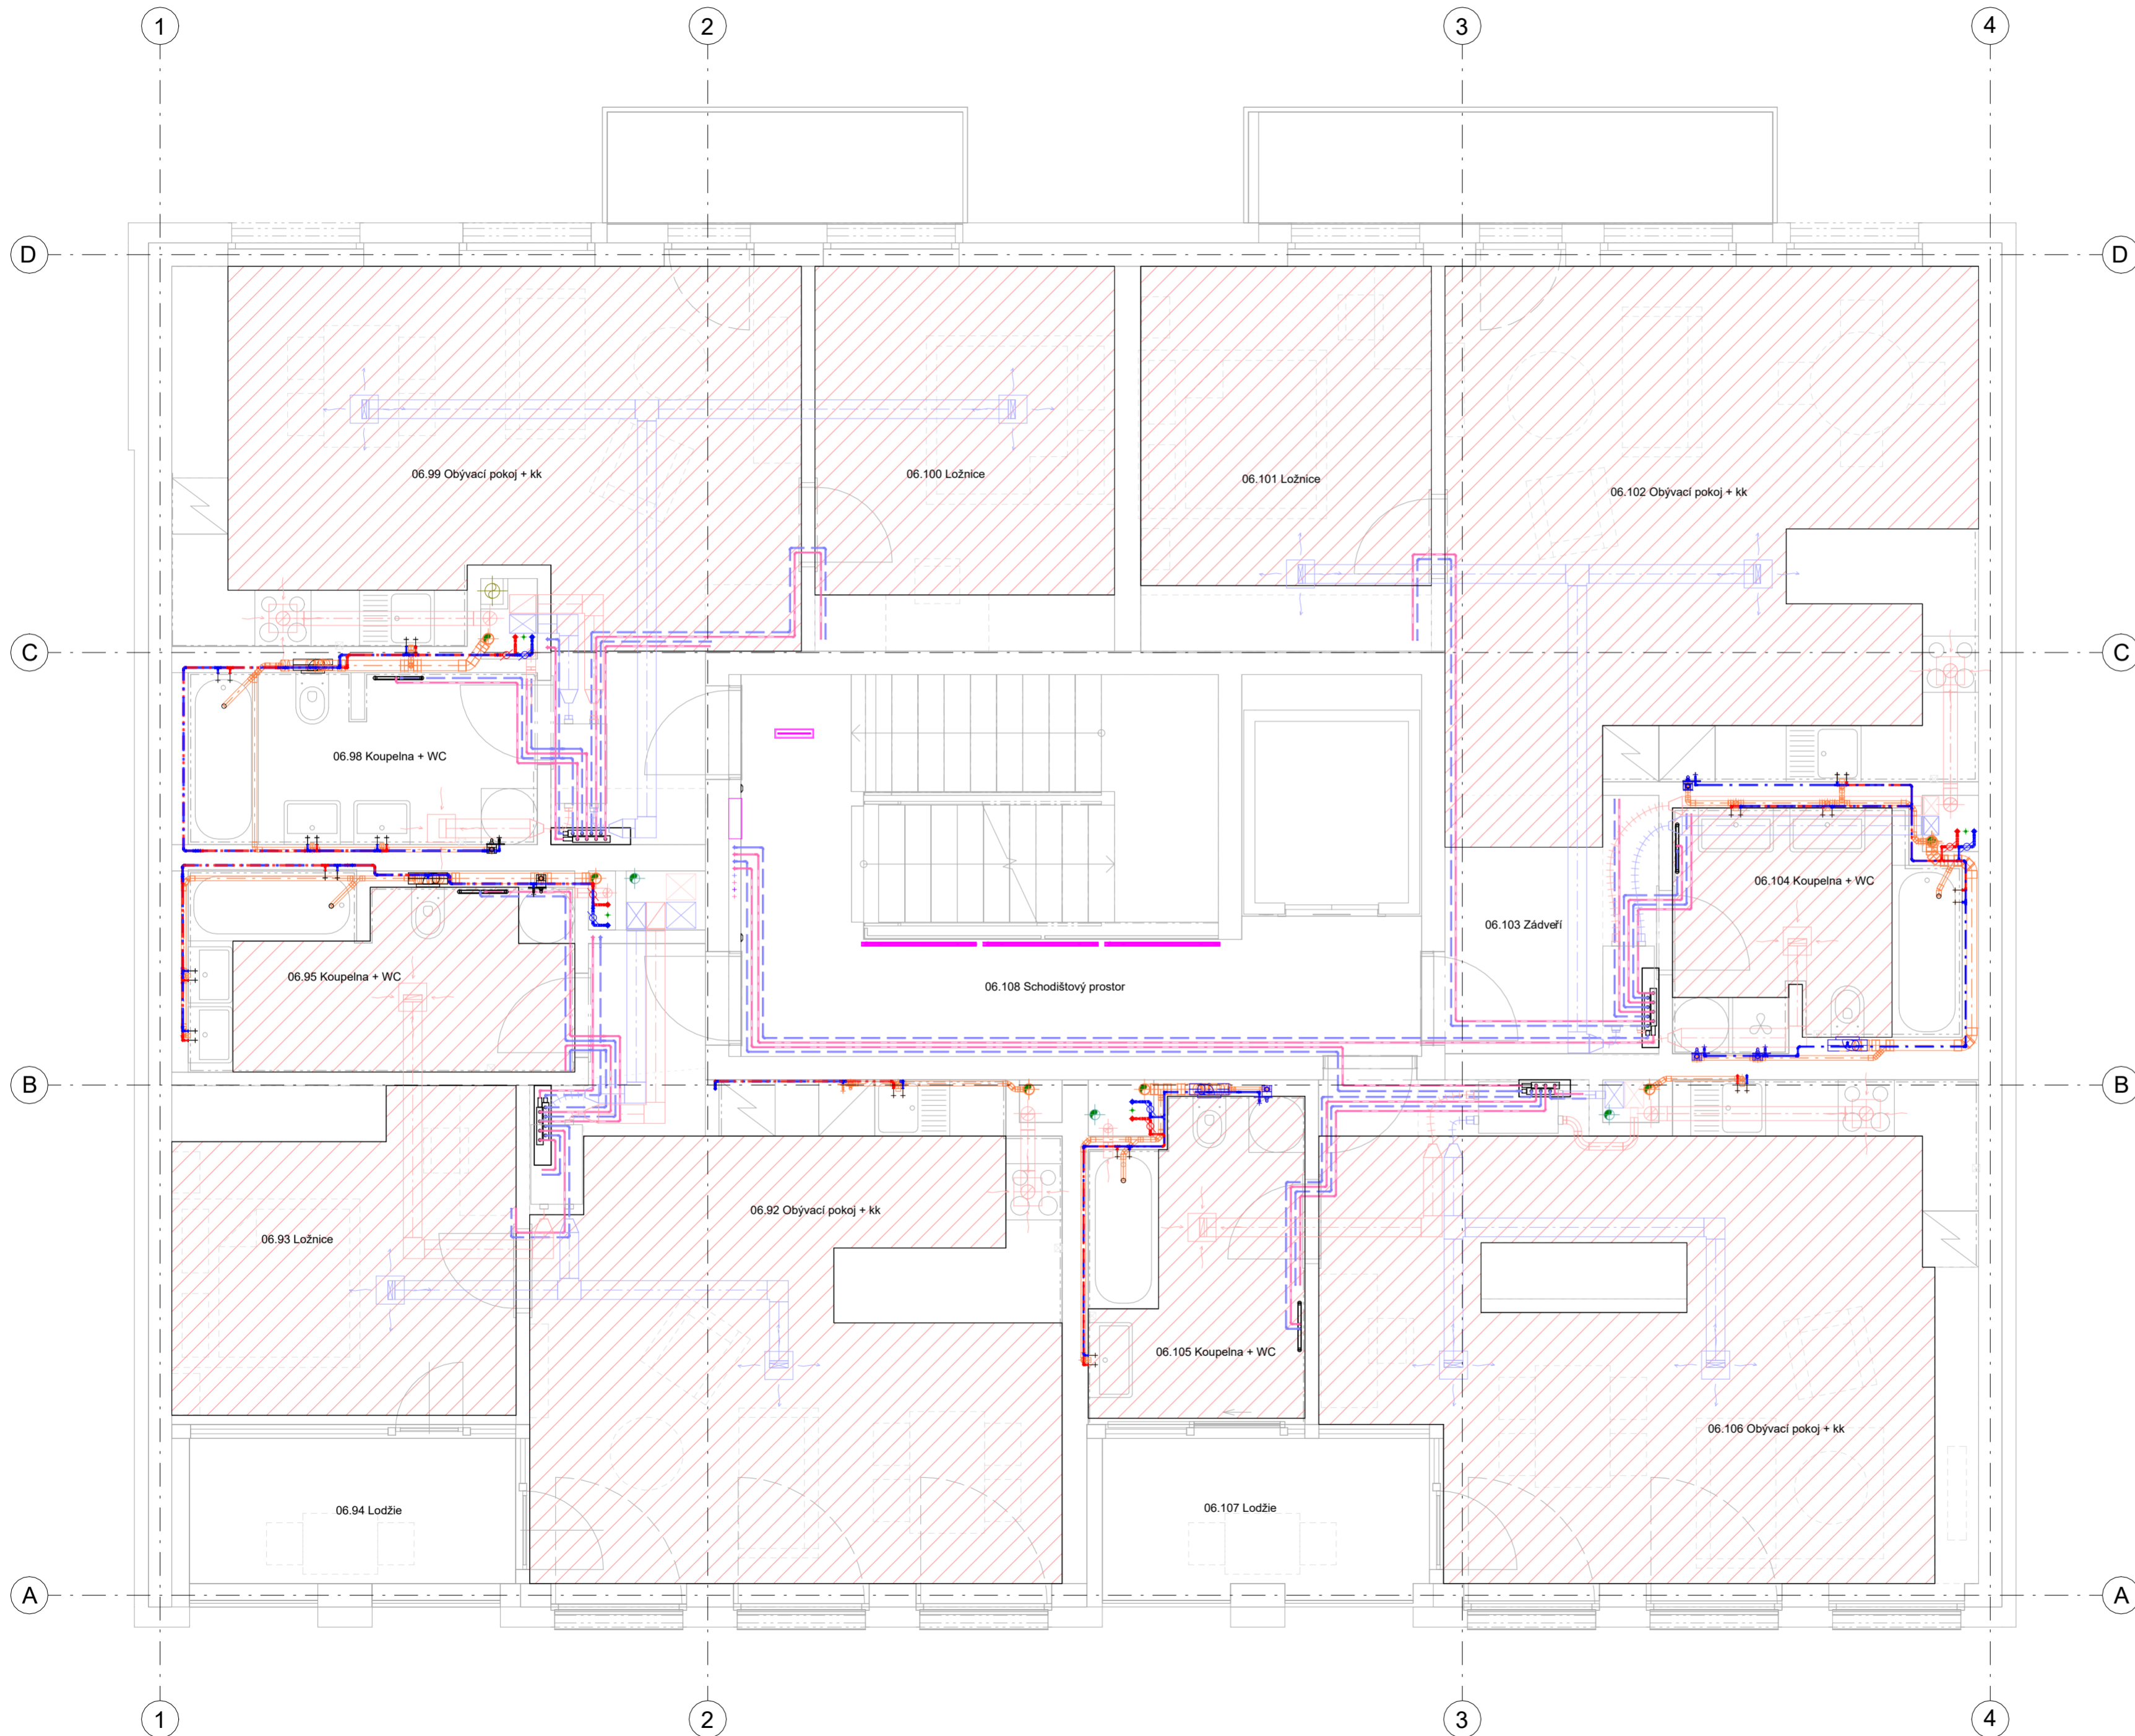 1 2 3 4
D D
06.99 Obývací pokoj + kk
06.100 Ložnice
06.101 Ložnice
06.102 Obývací pokoj + kk
C C
06.98 Koupelna + WC
06.104 Koupelna + WC
06.103 Zádveří
06.95 Koupelna + WC
06.108 Schodištový prostor
B B
06.92 Obývací pokoj + kk
06.93 Ložnice
06.105 Koupelna + WC
06.106 Obývací pokoj + kk
06.94 Lodžie
06.107 Lodžie
A A
1 2 3 4